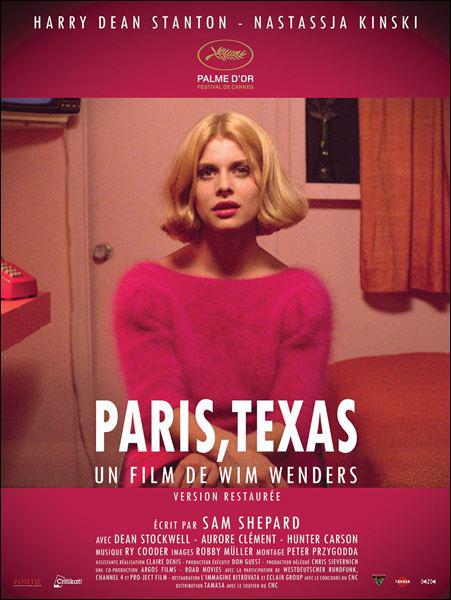 HARRY DEAN STANTON - NASTASSJA KINSKI
PALME D'OR
FESTIVAL DE CANNES
PARIS, TEXAS
UN FILM DE WIM WENDERS
VERSION RESTAURÉE
ÉCRIT PAR SAM SHEPARD
AVEC DEAN STOCKWELL - AURORE CLÉMENT - HUNTER CARSON
MUSIQUE RY COODER IMAGES ROBBY MÜLLER MONTAGE PETER PRZYGODDA
ASSISTANTE RÉALISATION CLAIRE DENIS - PRODUCTEUR EXÉCUTIF DON GUEST - PRODUCTEUR DÉLÉGUÉ CHRIS SIEVERNICH
UNE CO-PRODUCTION ARGOS FILMS - ROAD MOVIES AVEC LA PARTICIPATION DE WESTDEUTSCHER RUNDFUNK,
CHANNEL 4 ET PRO-JECT FILM - RESTAURATION L'IMMAGINE RITROVATA ET ECLAIR GROUP AVEC LE CONCOURS DU CNC
DISTRIBUTION TAMASA AVEC LE SOUTIEN DU CNC
POSITIF
Critikat!
TAMASA
CNC